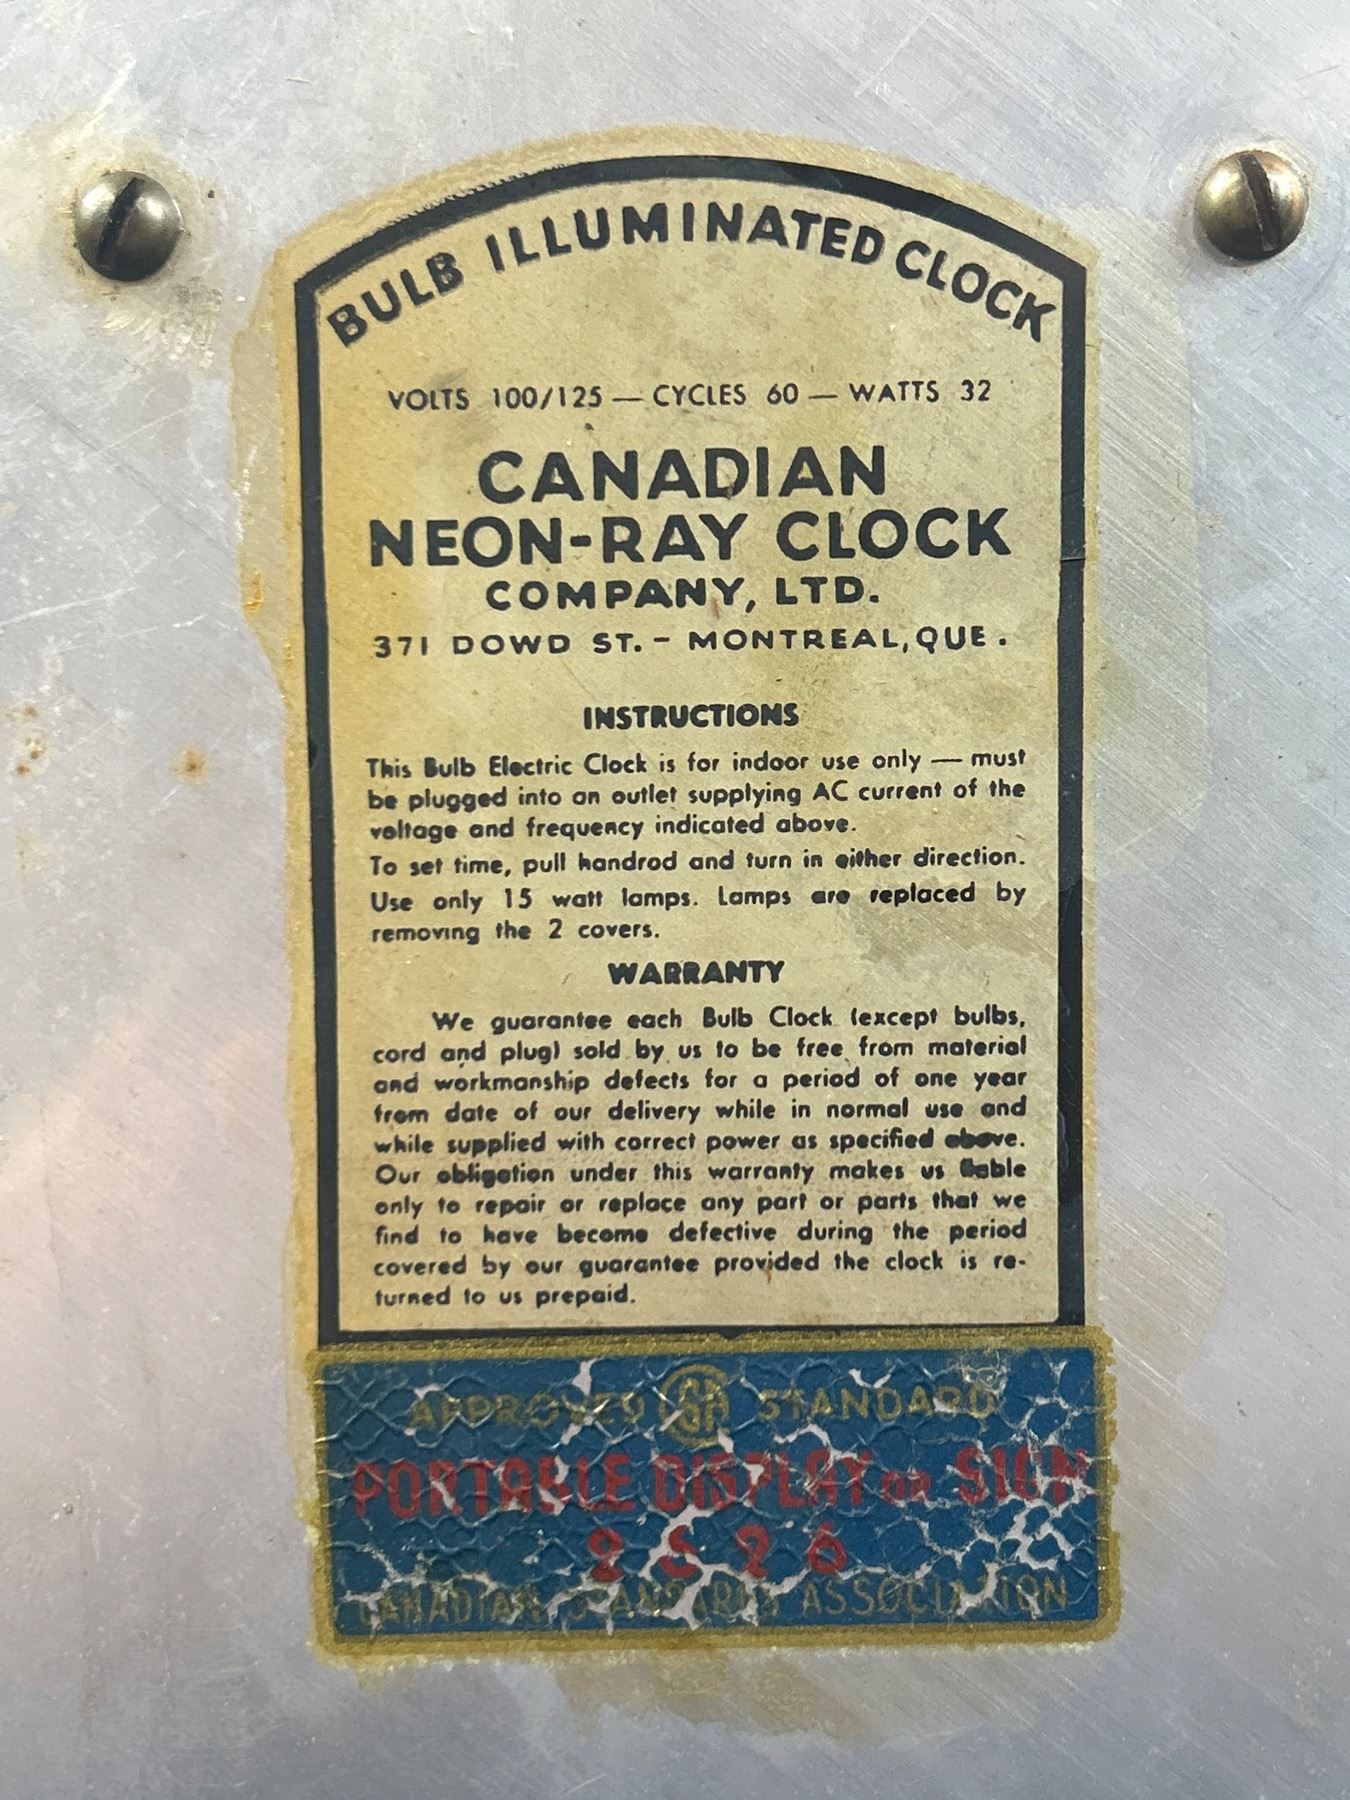 BULB ILLUMINATED CLOCK
VOLTS 100/125 — CYCLES 60 — WATTS 32
CANADIAN
NEON-RAY CLOCK
COMPANY, LTD.
371 DOWD ST. - MONTREAL, QUE.
INSTRUCTIONS
This Bulb Electric Clock is for indoor use only — must
be plugged into an outlet supplying AC current of the
voltage and frequency indicated above.
To set time, pull handrod and turn in either direction.
Use only 15 watt lamps. Lamps are replaced by
removing the 2 covers.
WARRANTY
We guarantee each Bulb Clock (except bulbs,
cord and plug) sold by us to be free from material
and workmanship defects for a period of one year
from date of our delivery while in normal use and
while supplied with correct power as specified above.
Our obligation under this warranty makes us liable
only to repair or replace any part or parts that we
find to have become defective during the period
covered by our guarantee provided the clock is re-
turned to us prepaid.
APPROVED CSA STANDARD
PORTABLE DISPLAY OR SIGN
2526
CANADIAN STANDARDS ASSOCIATION